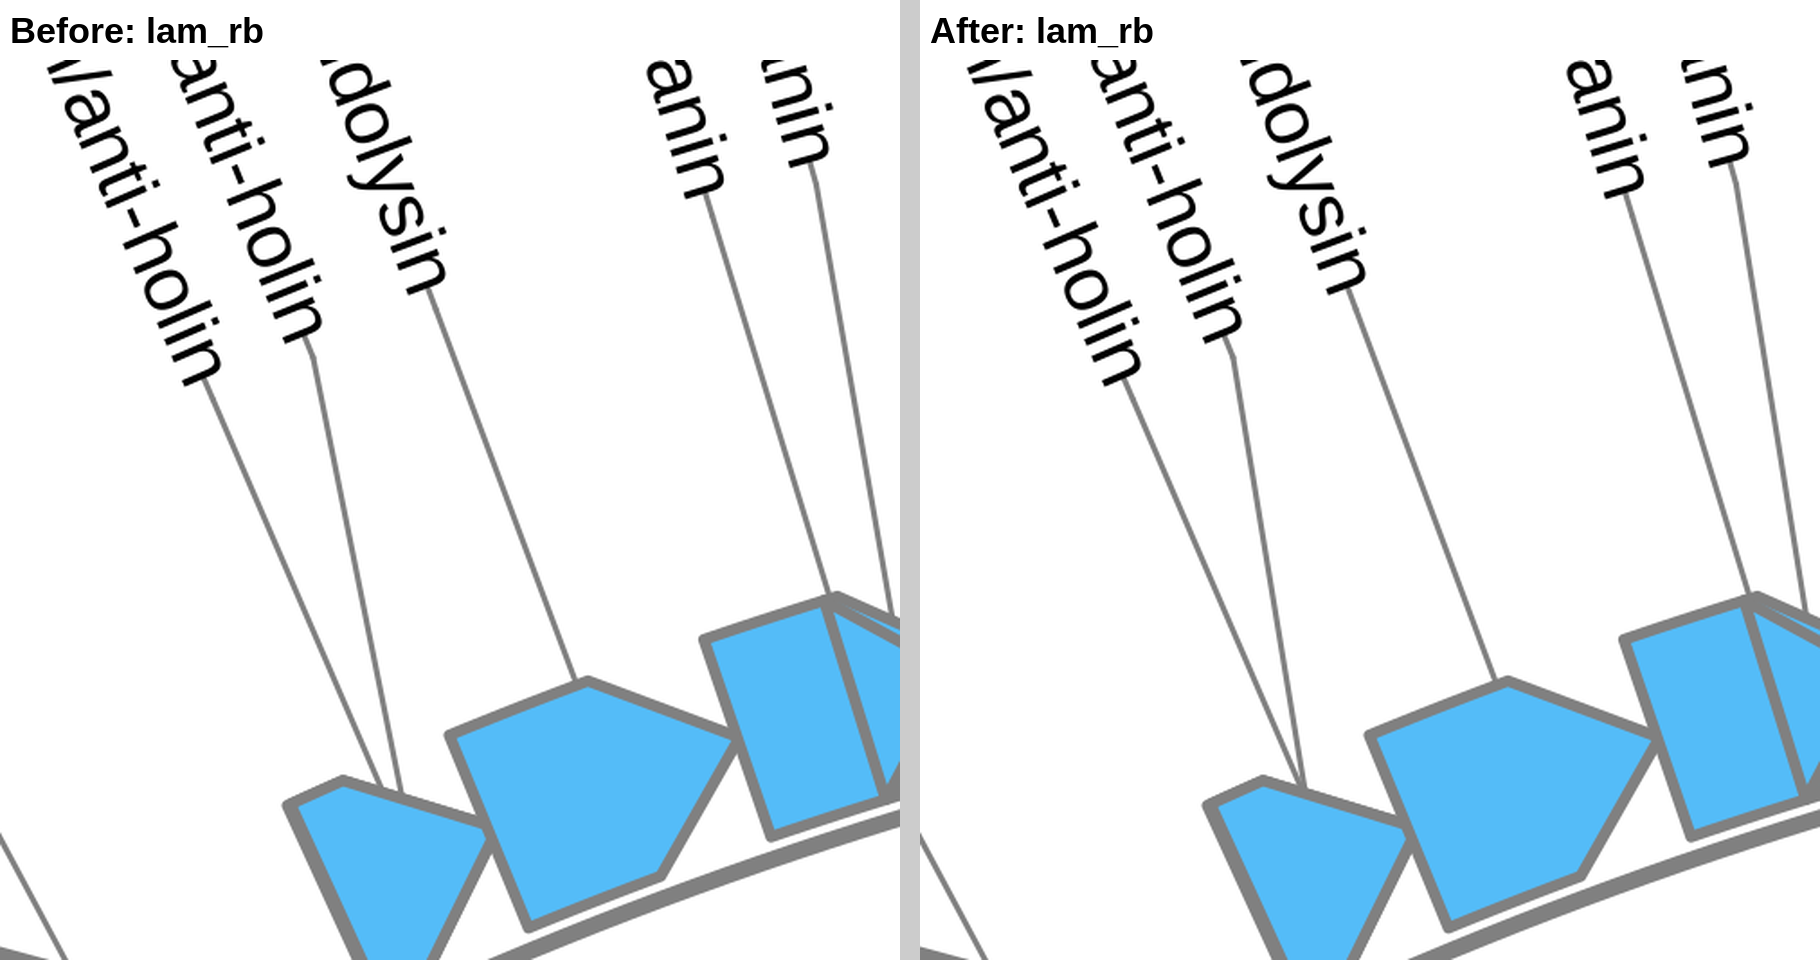 Before: lam_rb
/anti-holin
anti-holin
dolysin
anin
nin
After: lam_rb
/anti-holin
anti-holin
dolysin
anin
nin